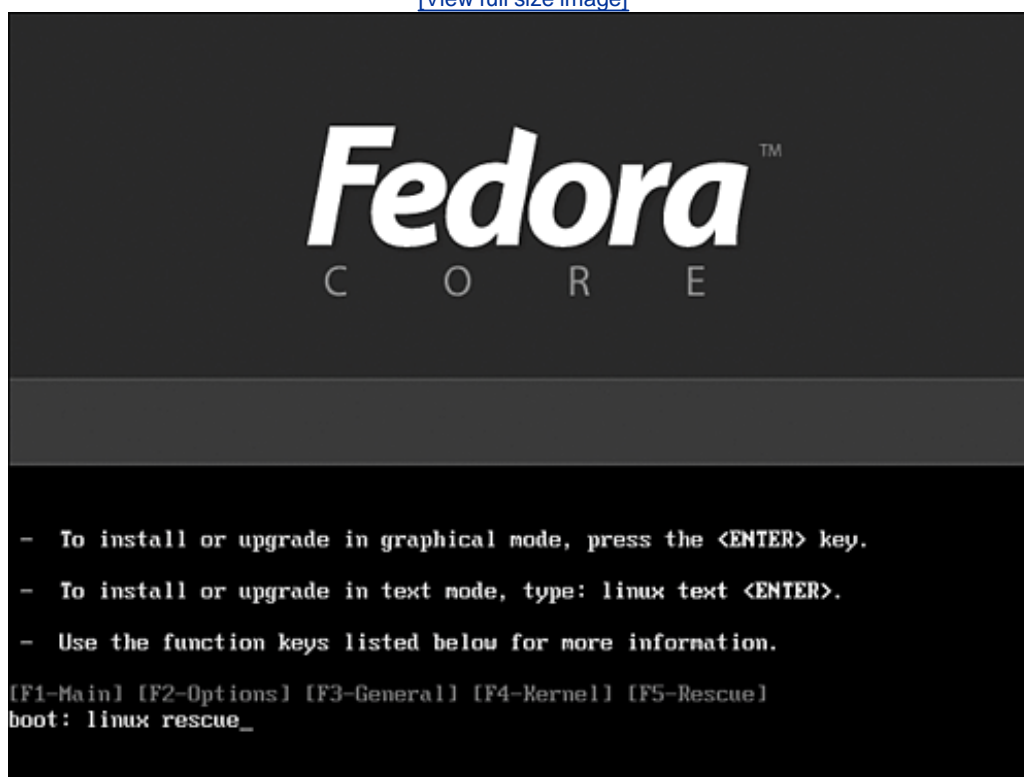 [View full size image]
Fedora™
CORE
- To install or upgrade in graphical mode, press the <ENTER> key.
- To install or upgrade in text mode, type: linux text <ENTER>.
- Use the function keys listed below for more information.
[F1-Main] [F2-Options] [F3-General] [F4-Kernel] [F5-Rescue]
boot: linux rescue_